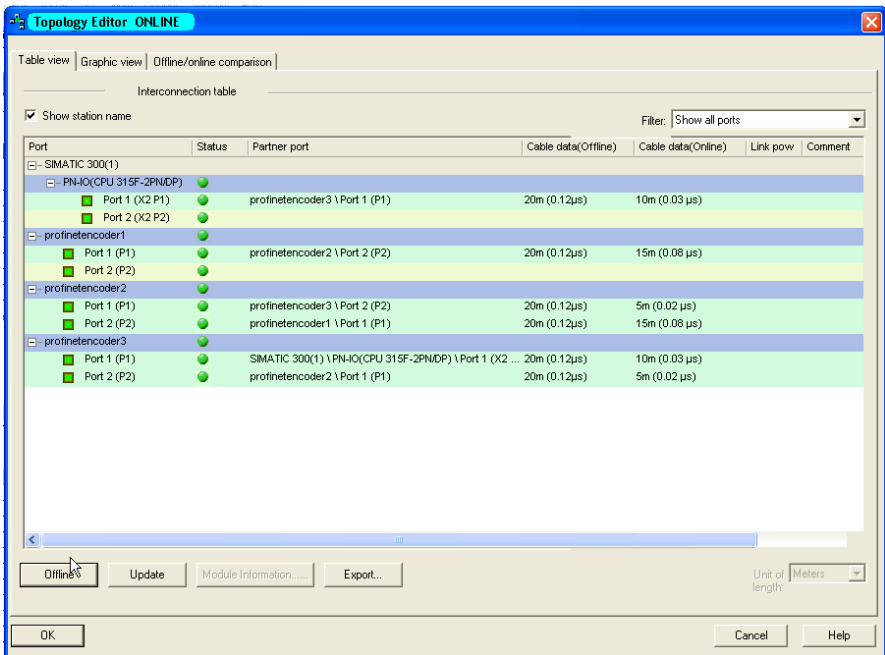 Topology Editor ONLINE
Table view Graphic view Offline/online comparison
Interconnection table
Show station name
Filter: Show all ports
Port Status Partner port Cable data(Offline) Cable data(Online) Link pow Comment
SIMATIC 300(1)
PN-IO(CPU 315F-2PN/DP)
Port 1 (X2 P1) profinetencoder3 \ Port 1 (P1) 20m (0.12µs) 10m (0.03 µs)
Port 2 (X2 P2)
profinetencoder1
Port 1 (P1) profinetencoder2 \ Port 2 (P2) 20m (0.12µs) 15m (0.08 µs)
Port 2 (P2)
profinetencoder2
Port 1 (P1) profinetencoder3 \ Port 2 (P2) 20m (0.12µs) 5m (0.02 µs)
Port 2 (P2) profinetencoder1 \ Port 1 (P1) 20m (0.12µs) 15m (0.08 µs)
profinetencoder3
Port 1 (P1) SIMATIC 300(1) \ PN-IO(CPU 315F-2PN/DP) \ Port 1 (X2 ... 20m (0.12µs) 10m (0.03 µs)
Port 2 (P2) profinetencoder2 \ Port 1 (P1) 20m (0.12µs) 5m (0.02 µs)
Offline Update Module Information...... Export... Unit of length: Meters
OK Cancel Help